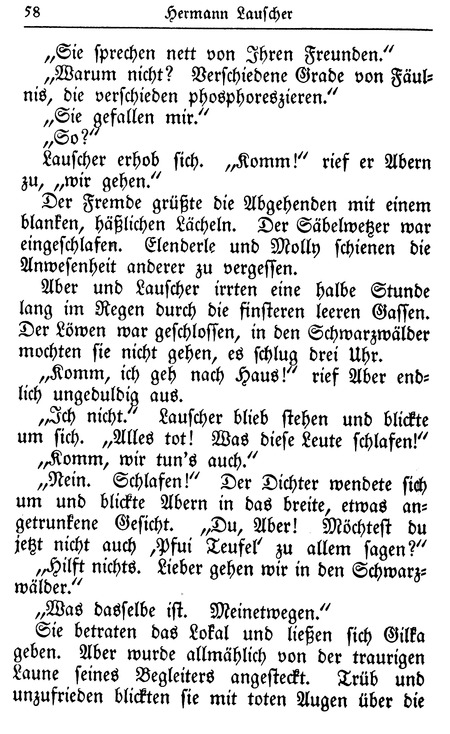 58 Hermann Lauscher
„Sie sprechen nett von Ihren Freunden.“
„Warum nicht? Verschiedene Grade von Fäul-
nis, die verschieden phosphoreszieren.“
„Sie gefallen mir.“
„So?“
Lauscher erhob sich. „Komm!“ rief er Abern
zu, „wir gehen.“
Der Fremde grüßte die Abgehenden mit einem
blanken, häßlichen Lächeln. Der Säbelwetzer war
eingeschlafen. Elenderle und Molly schienen die
Anwesenheit anderer zu vergessen.
Aber und Lauscher irrten eine halbe Stunde
lang im Regen durch die finsteren leeren Gassen.
Der Löwen war geschlossen, in den Schwarzwälder
mochten sie nicht gehen, es schlug drei Uhr.
„Komm, ich geh nach Haus!“ rief Aber end-
lich ungeduldig aus.
„Ich nicht.“ Lauscher blieb stehen und blickte
um sich. „Alles tot! Was diese Leute schlafen!“
„Komm, wir tun's auch.“
„Nein. Schlafen!“ Der Dichter wendete sich
um und blickte Abern in das breite, etwas an-
getrunkene Gesicht. „Du, Aber! Möchtest du
jetzt nicht auch ‚Pfui Teufel‘ zu allem sagen?“
„Hilft nichts. Lieber gehen wir in den Schwarz-
wälder.“
„Was dasselbe ist. Meinetwegen.“
Sie betraten das Lokal und ließen sich Gilka
geben. Aber wurde allmählich von der traurigen
Laune seines Begleiters angesteckt. Trüb und
unzufrieden blickten sie mit toten Augen über die